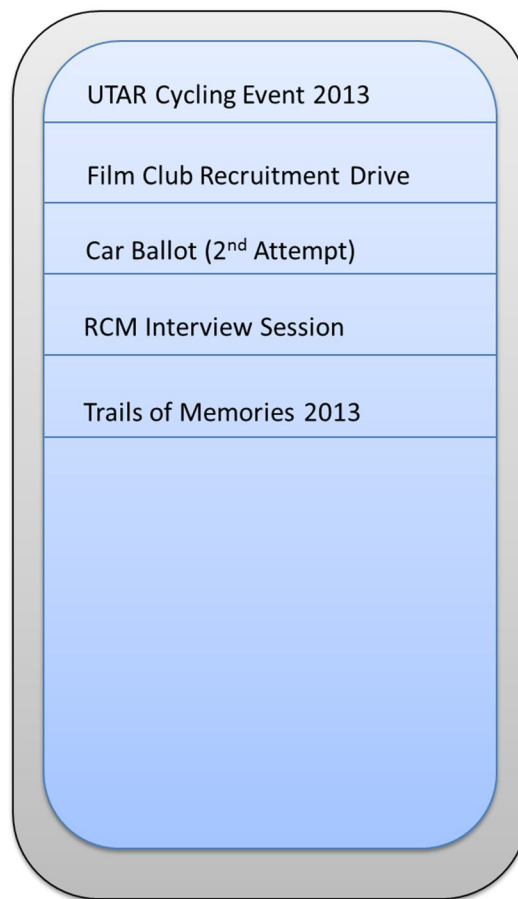 UTAR Cycling Event 2013
Film Club Recruitment Drive
Car Ballot (2nd Attempt)
RCM Interview Session
Trails of Memories 2013